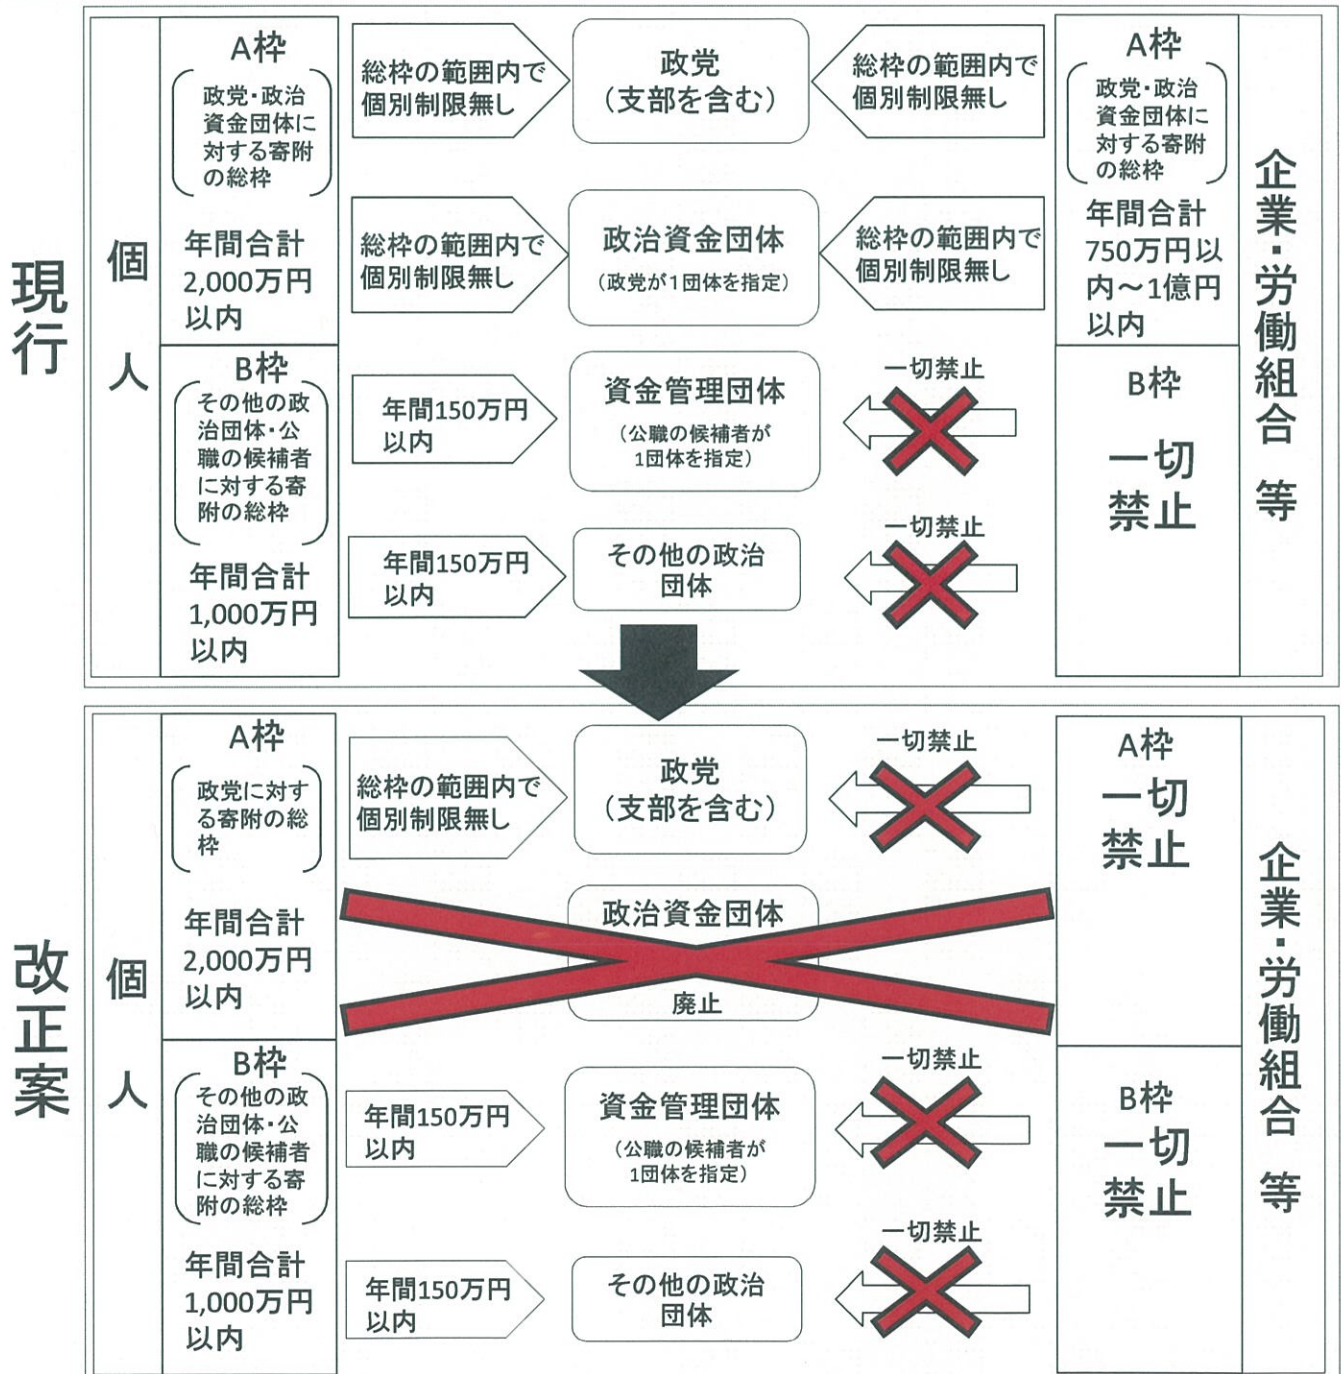 現行
個人
A枠
政党・政治
資金団体に
対する寄附
の総枠
年間合計
2,000万円
以内
B枠
その他の政
治団体・公
職の候補者
に対する寄
附の総枠
年間合計
1,000万円
以内
総枠の範囲内で
個別制限無し
総枠の範囲内で
個別制限無し
年間150万円
以内
年間150万円
以内
政党
（支部を含む）
政治資金団体
（政党が1団体を指定）
資金管理団体
（公職の候補者が
1団体を指定）
その他の政治
団体
総枠の範囲内で
個別制限無し
総枠の範囲内で
個別制限無し
一切禁止
一切禁止
A枠
政党・政治
資金団体に
対する寄附
の総枠
年間合計
750万円以
内～1億円
以内
B枠
一切
禁止
企業・労働組合 等
改正案
個人
A枠
政党に対す
る寄附の総
枠
年間合計
2,000万円
以内
B枠
その他の政
治団体・公
職の候補者
に対する寄
附の総枠
年間合計
1,000万円
以内
総枠の範囲内で
個別制限無し
年間150万円
以内
年間150万円
以内
政党
（支部を含む）
政治資金団体
廃止
資金管理団体
（公職の候補者が
1団体を指定）
その他の政治
団体
一切禁止
一切禁止
一切禁止
A枠
一切
禁止
B枠
一切
禁止
企業・労働組合 等